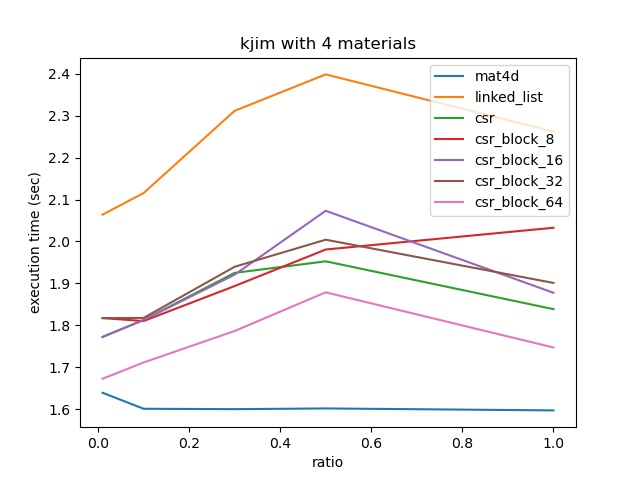 kjim with 4 materials
mat4d
linked_list
csr
csr_block_8
csr_block_16
csr_block_32
csr_block_64
execution time (sec)
2.4
2.3
2.2
2.1
2.0
1.9
1.8
1.7
1.6
0.0 0.2 0.4 0.6 0.8 1.0
ratio